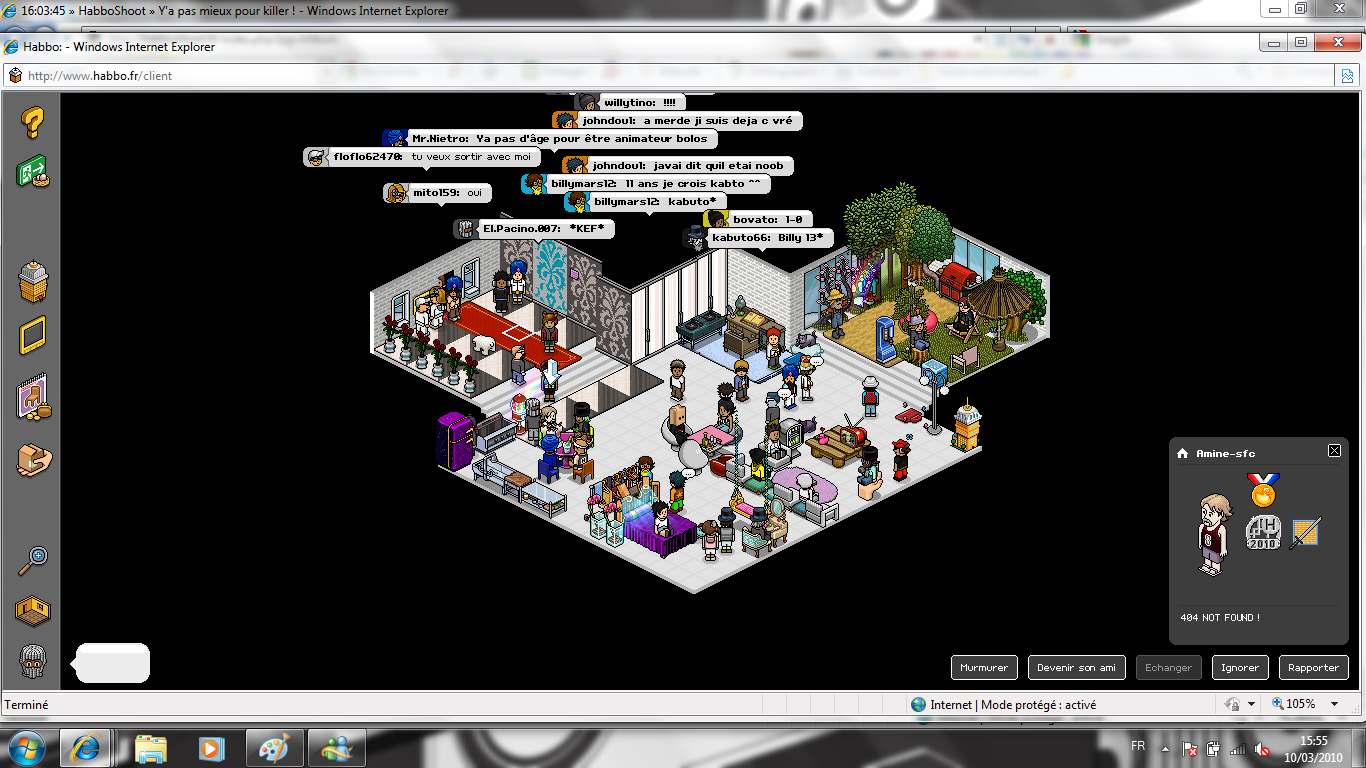 16:03:45 » HabboShoot » Y'a pas mieux pour killer ! - Windows Internet Explorer
Habbo: - Windows Internet Explorer
http://www.habbo.fr/client
willytino: !!!!
johndou1: a merde ji suis deja c vré
Mr.Nietro: Ya pas d'âge pour être animateur bolos
floflo62470: tu veux sortir avec moi
johndou1: javai dit quil etai noob
billymars12: 11 ans je crois kabto ^^
mito159: oui
billymars12: kabuto*
bovato: 1-0
El.Pacino.007: *KEF*
kabuto66: Billy 13*
Amine-sfc
H
2010
404 NOT FOUND !
Murmurer
Devenir son ami
Echanger
Ignorer
Rapporter
Terminé
Internet | Mode protégé : activé
105%
FR
15:55
10/03/2010